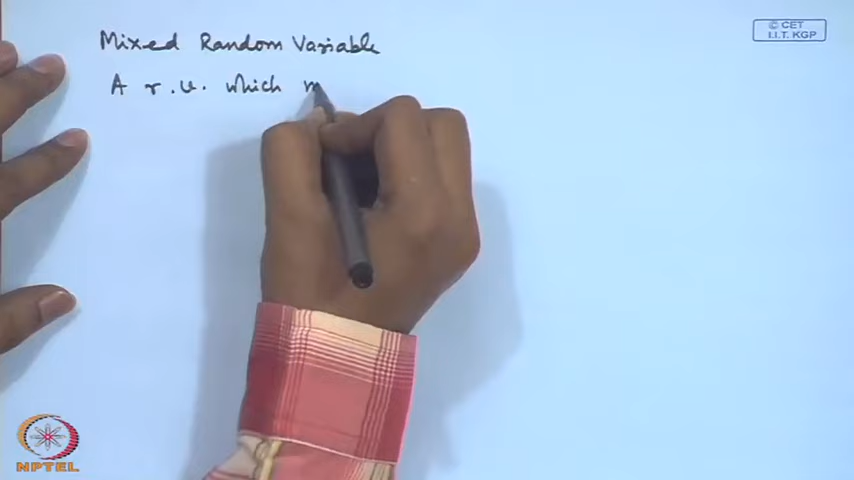 Mixed Random Variable
A r.v. which
© CET
I.I.T. KGP
NPTEL